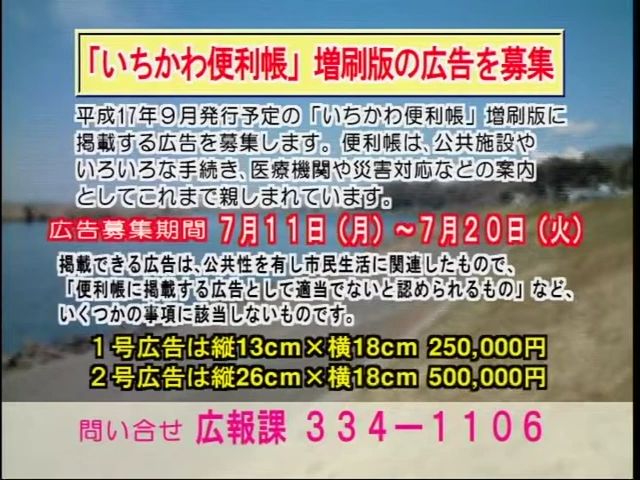 「いちかわ便利帳」増刷版の広告を募集
平成17年９月発行予定の「いちかわ便利帳」増刷版に
掲載する広告を募集します。便利帳は、公共施設や
いろいろな手続き、医療機関や災害対応などの案内
としてこれまで親しまれています。
広告募集期間 ７月１１日（月）～７月２０日（火）
掲載できる広告は、公共性を有し市民生活に関連したもので、
「便利帳に掲載する広告として適当でないと認められるもの」など、
いくつかの事項に該当しないものです。
１号広告は縦13cm×横18cm 250,000円
２号広告は縦26cm×横18cm 500,000円
問い合せ 広報課 ３３４－１１０６